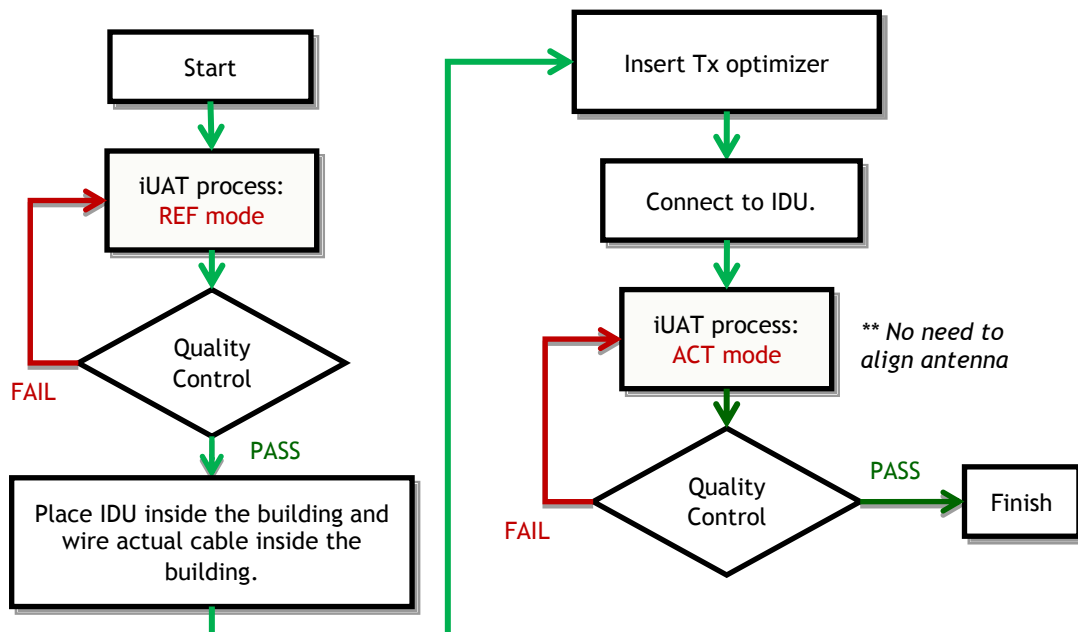 Start
iUAT process:
REF mode
Quality
Control
FAIL
PASS
Place IDU inside the building and
wire actual cable inside the
building.
Insert Tx optimizer
Connect to IDU.
iUAT process:
ACT mode
** No need to
align antenna
Quality
Control
FAIL
PASS
Finish